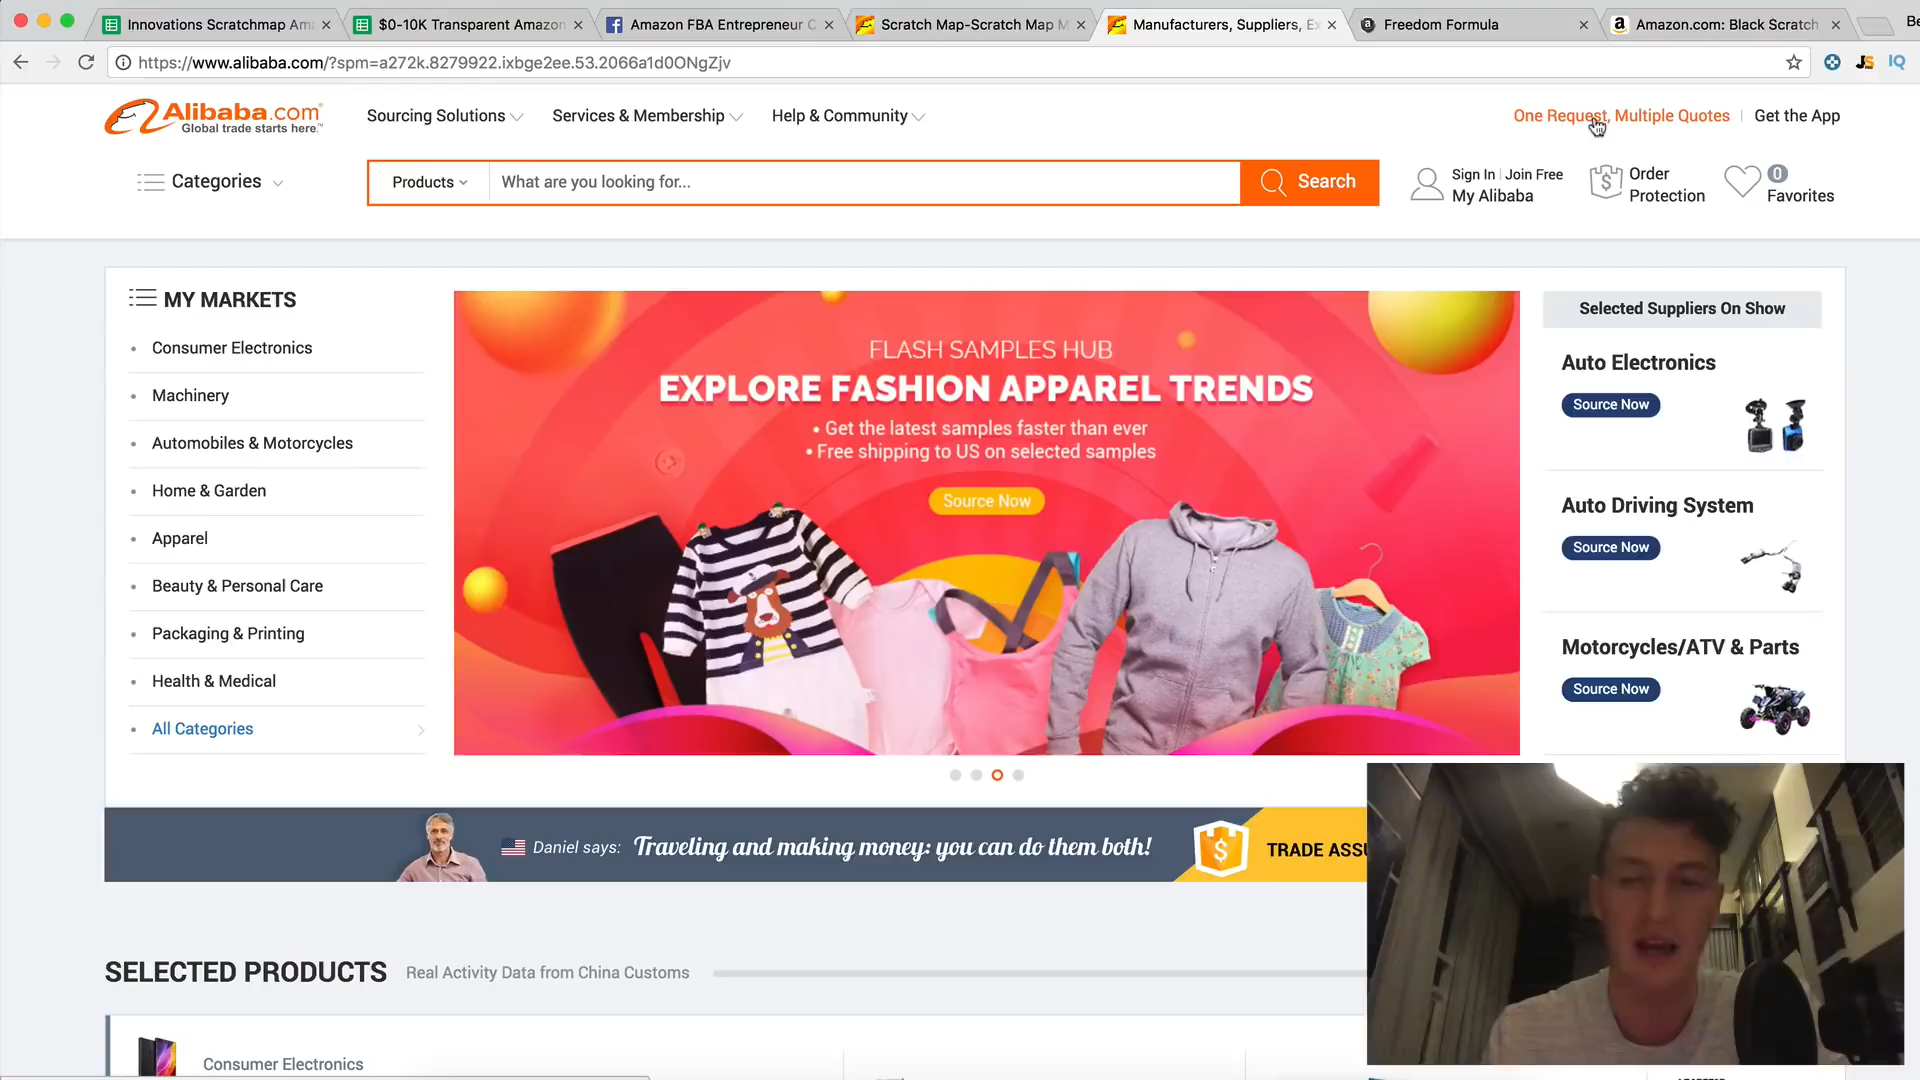 Innovations Scratchmap Ama
$0-10K Transparent Amazon
Amazon FBA Entrepreneur C
Scratch Map-Scratch Map M
Manufacturers, Suppliers, Ex
Freedom Formula
Amazon.com: Black Scratch
Be
https://www.alibaba.com/?spm=a272k.8279922.ixbge2ee.53.2066a1d0ONgZjv
JS
IQ
Alibaba.com
Global trade starts here.™
Sourcing Solutions
Services & Membership
Help & Community
One Request, Multiple Quotes
Get the App
Categories
Products
What are you looking for...
Search
Sign In | Join Free
My Alibaba
Order
Protection
0
Favorites
MY MARKETS
Consumer Electronics
Machinery
Automobiles & Motorcycles
Home & Garden
Apparel
Beauty & Personal Care
Packaging & Printing
Health & Medical
All Categories
FLASH SAMPLES HUB
EXPLORE FASHION APPAREL TRENDS
• Get the latest samples faster than ever
• Free shipping to US on selected samples
Source Now
Selected Suppliers On Show
Auto Electronics
Source Now
Auto Driving System
Source Now
Motorcycles/ATV & Parts
Source Now
Daniel says: Traveling and making money: you can do them both!
TRADE ASSU
SELECTED PRODUCTS
Real Activity Data from China Customs
Consumer Electronics